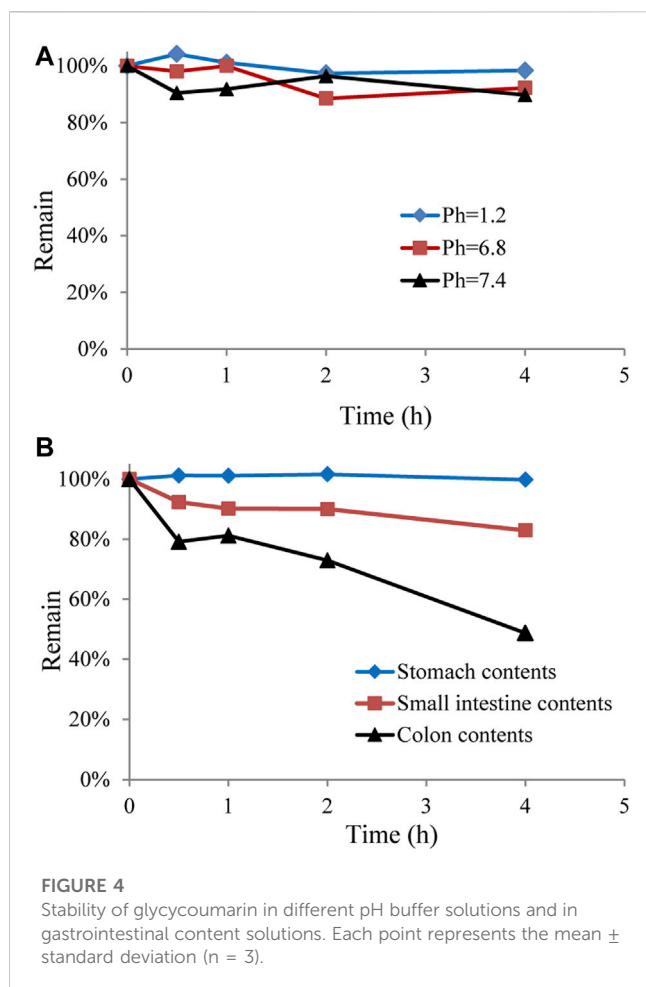 A
100%
80%
60%
40%
20%
0%
Remain
Ph=1.2
Ph=6.8
Ph=7.4
0 1 2 3 4 5
Time (h)
B
100%
80%
60%
40%
20%
0%
Remain
Stomach contents
Small intestine contents
Colon contents
0 1 2 3 4 5
Time (h)
FIGURE 4
Stability of glycycoumarin in different pH buffer solutions and in
gastrointestinal content solutions. Each point represents the mean ±
standard deviation (n = 3).